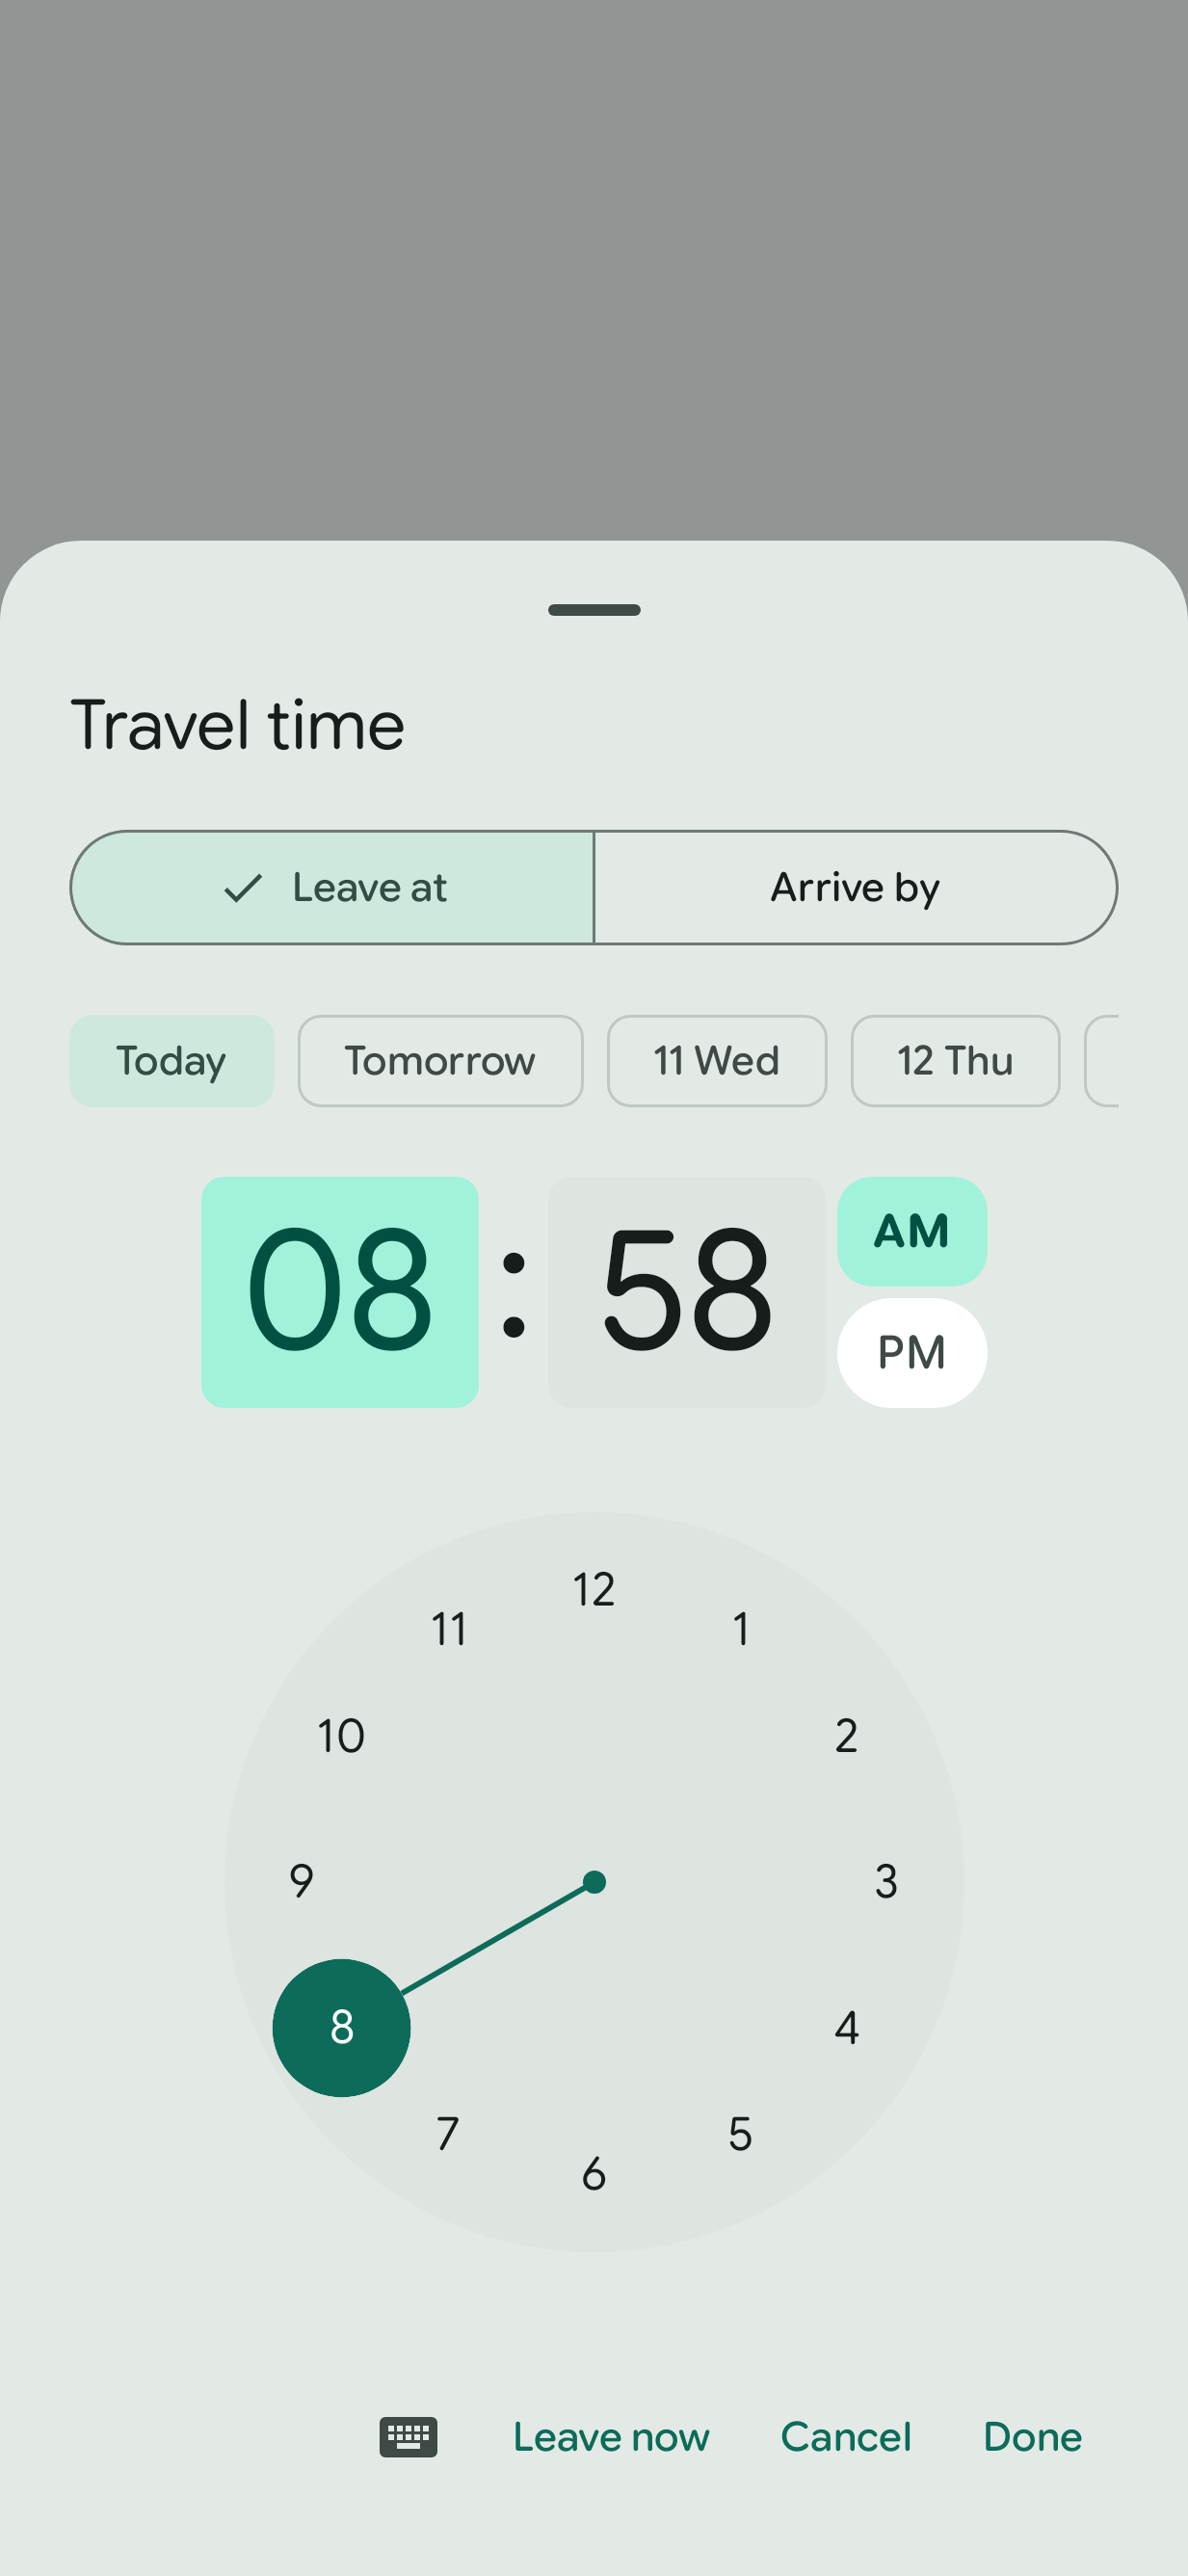 Travel time
Leave at Arrive by
Today Tomorrow 11 Wed 12 Thu
08 : 58 AM
PM
12
11 1
10 2
9 3
8 4
7 5
6
Leave now Cancel Done